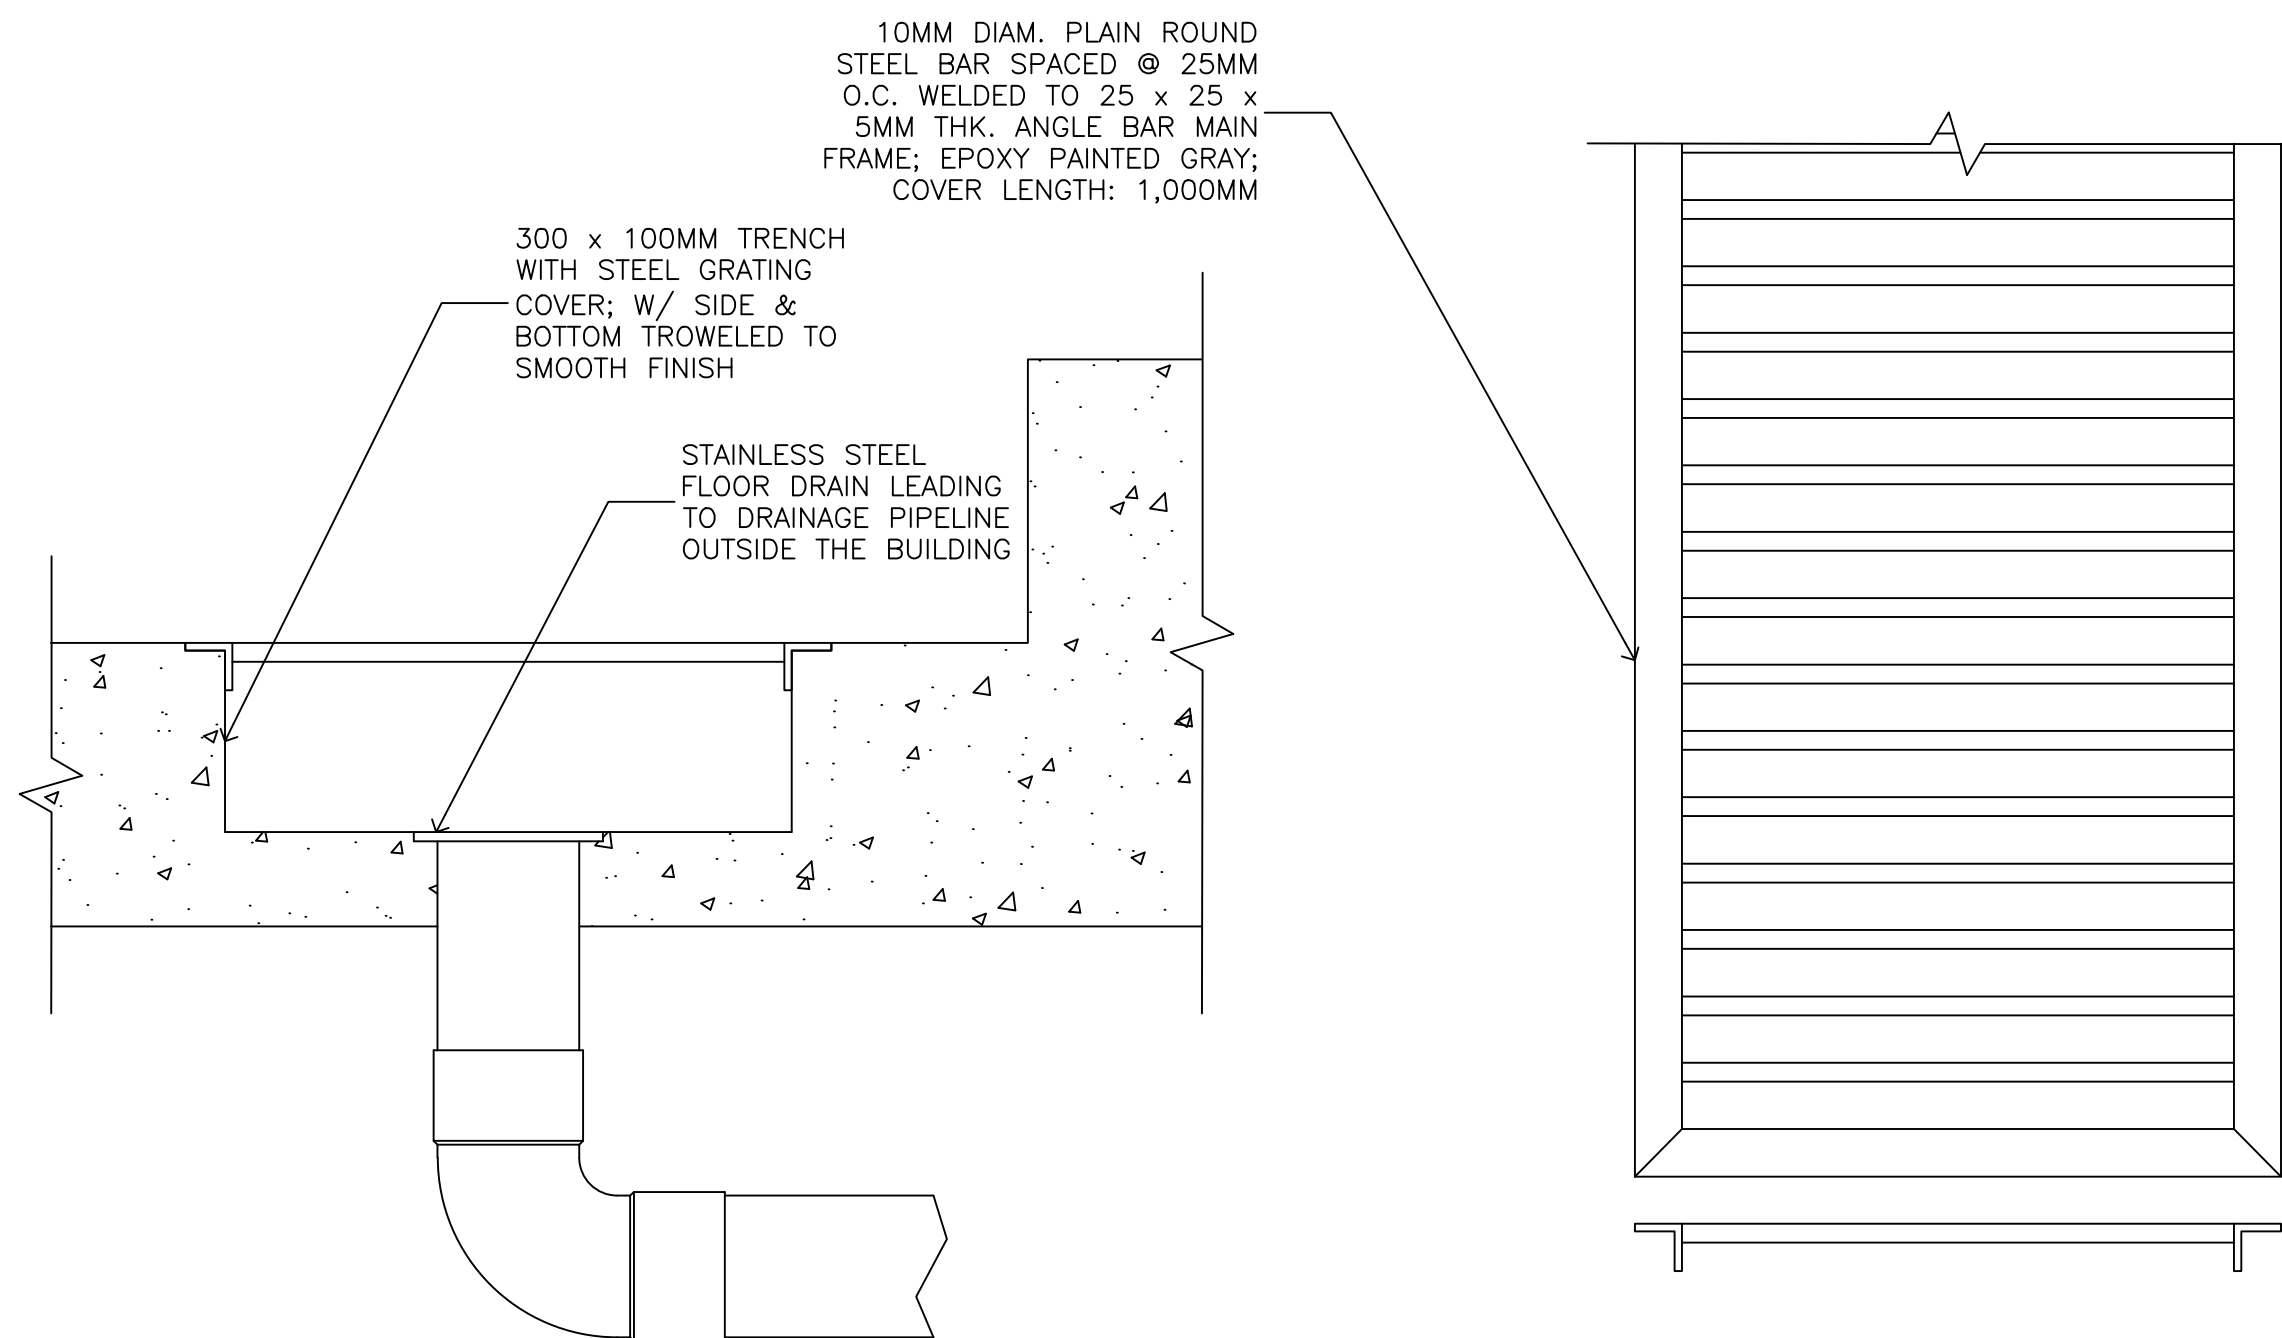 10MM DIAM. PLAIN ROUND
STEEL BAR SPACED @ 25MM
O.C. WELDED TO 25 x 25 x
5MM THK. ANGLE BAR MAIN
FRAME; EPOXY PAINTED GRAY;
COVER LENGTH: 1,000MM
300 x 100MM TRENCH
WITH STEEL GRATING
COVER; W/ SIDE &
BOTTOM TROWELED TO
SMOOTH FINISH
STAINLESS STEEL
FLOOR DRAIN LEADING
TO DRAINAGE PIPELINE
OUTSIDE THE BUILDING